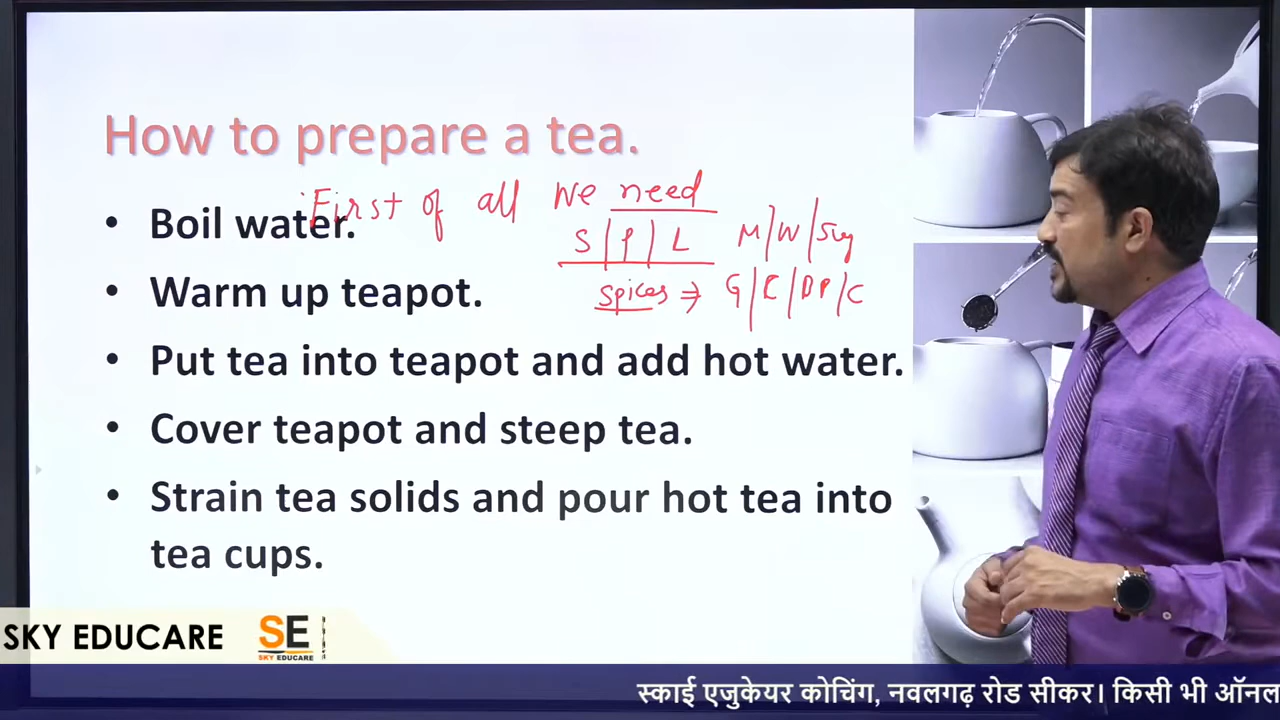 How to prepare a tea.
First of all we need
• Boil water.
S/P/L M/W/Sug
• Warm up teapot.
spices ⇒ G/C/DP/C
• Put tea into teapot and add hot water.
• Cover teapot and steep tea.
• Strain tea solids and pour hot tea into
tea cups.
SKY EDUCARE
SE
SKY EDUCARE
स्काई एजुकेयर कोचिंग, नवलगढ़ रोड सीकर। किसी भी ऑनल